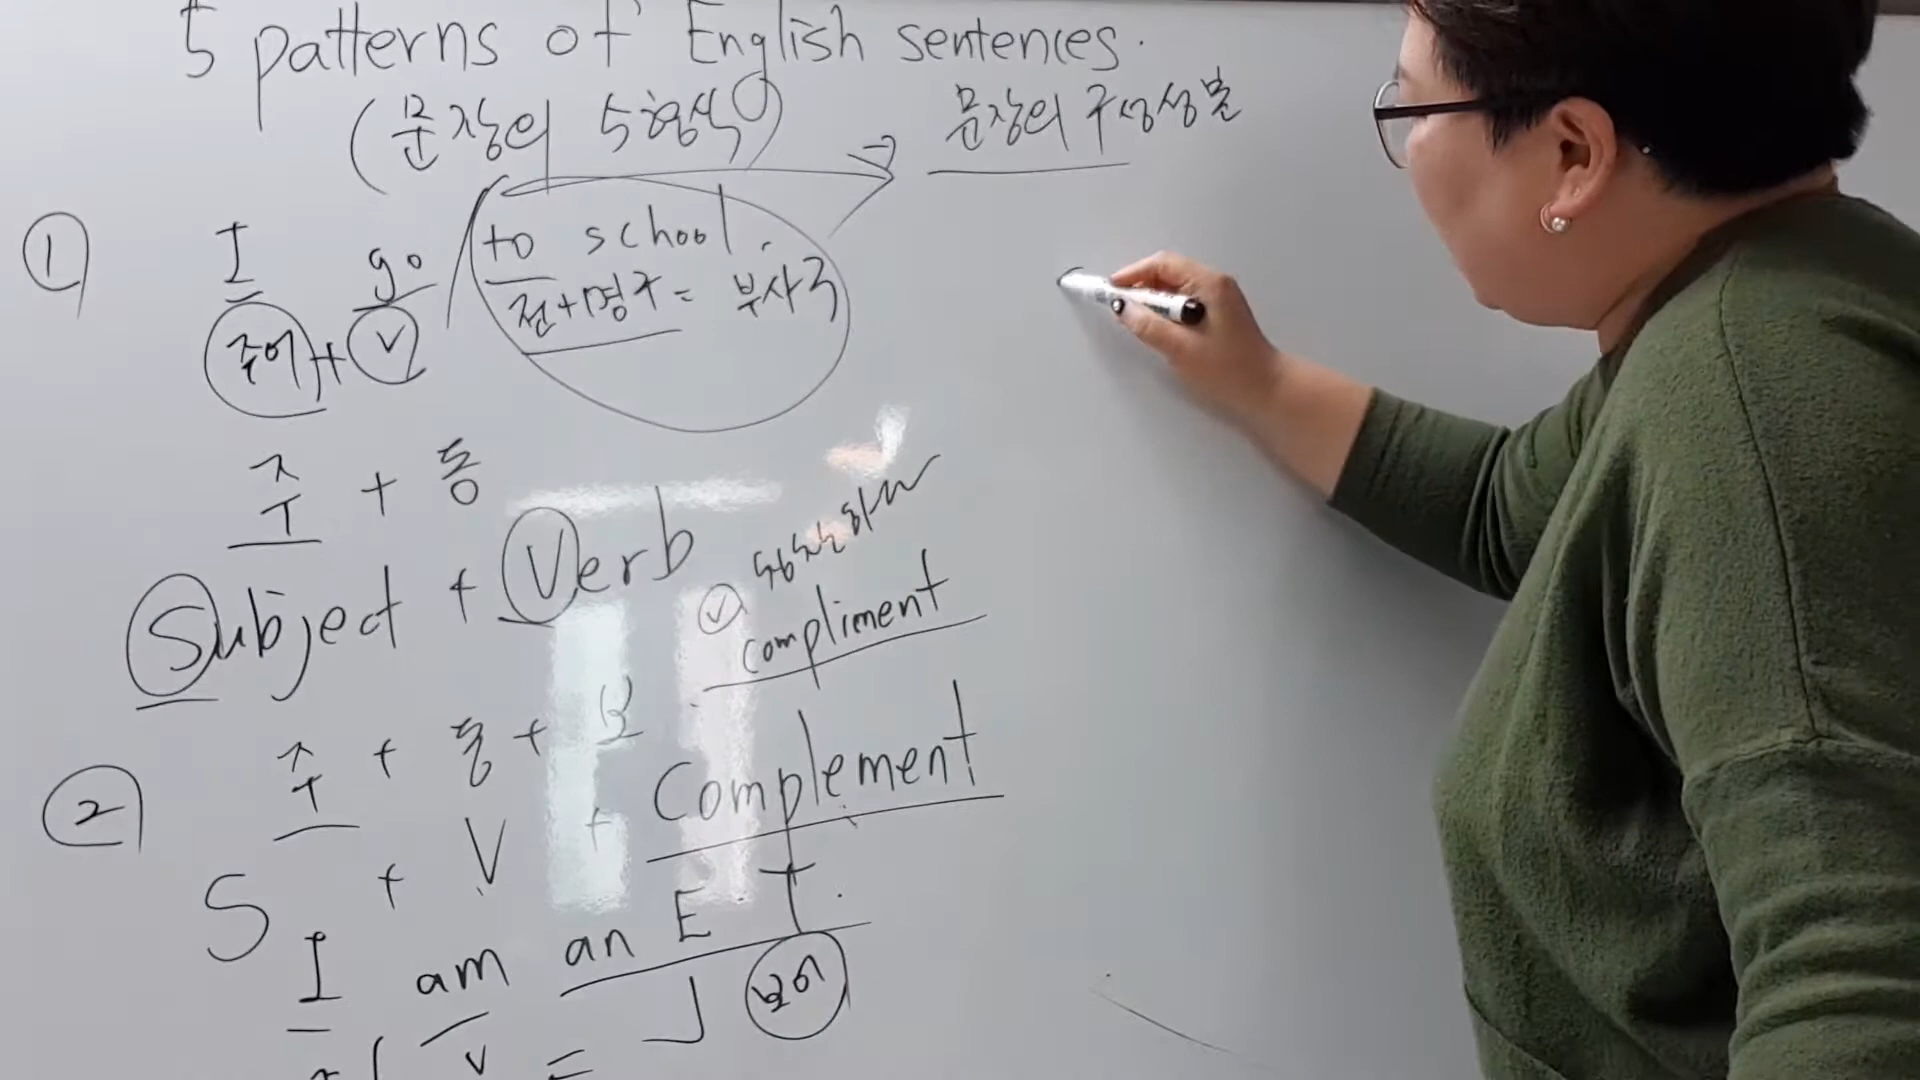 5 patterns of English sentences.
(문장의 5형식)
문장의 구성성분
① I go / to school.
주어 + V 전+명구 = 부사구
주 + 동
Subject + Verb
✓ compliment
② 주 + 동 + 보
S + V + Complement
I am an E.T.
V = 보어